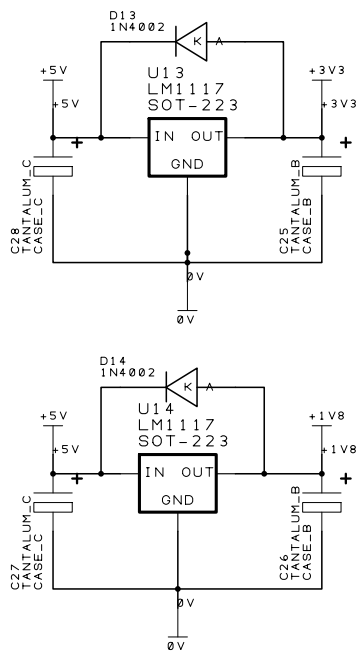 D13
1N4002
K A
+5V
+5V
U13
LM1117
SOT-223
+3V3
+3V3
IN OUT
GND
+
+
C28
TANTALUM_C
CASE_C
C25
TANTALUM_B
CASE_B
0V
0V
D14
1N4002
K A
+5V
+5V
U14
LM1117
SOT-223
+1V8
+1V8
IN OUT
GND
+
+
C27
TANTALUM_C
CASE_C
C26
TANTALUM_B
CASE_B
0V
0V